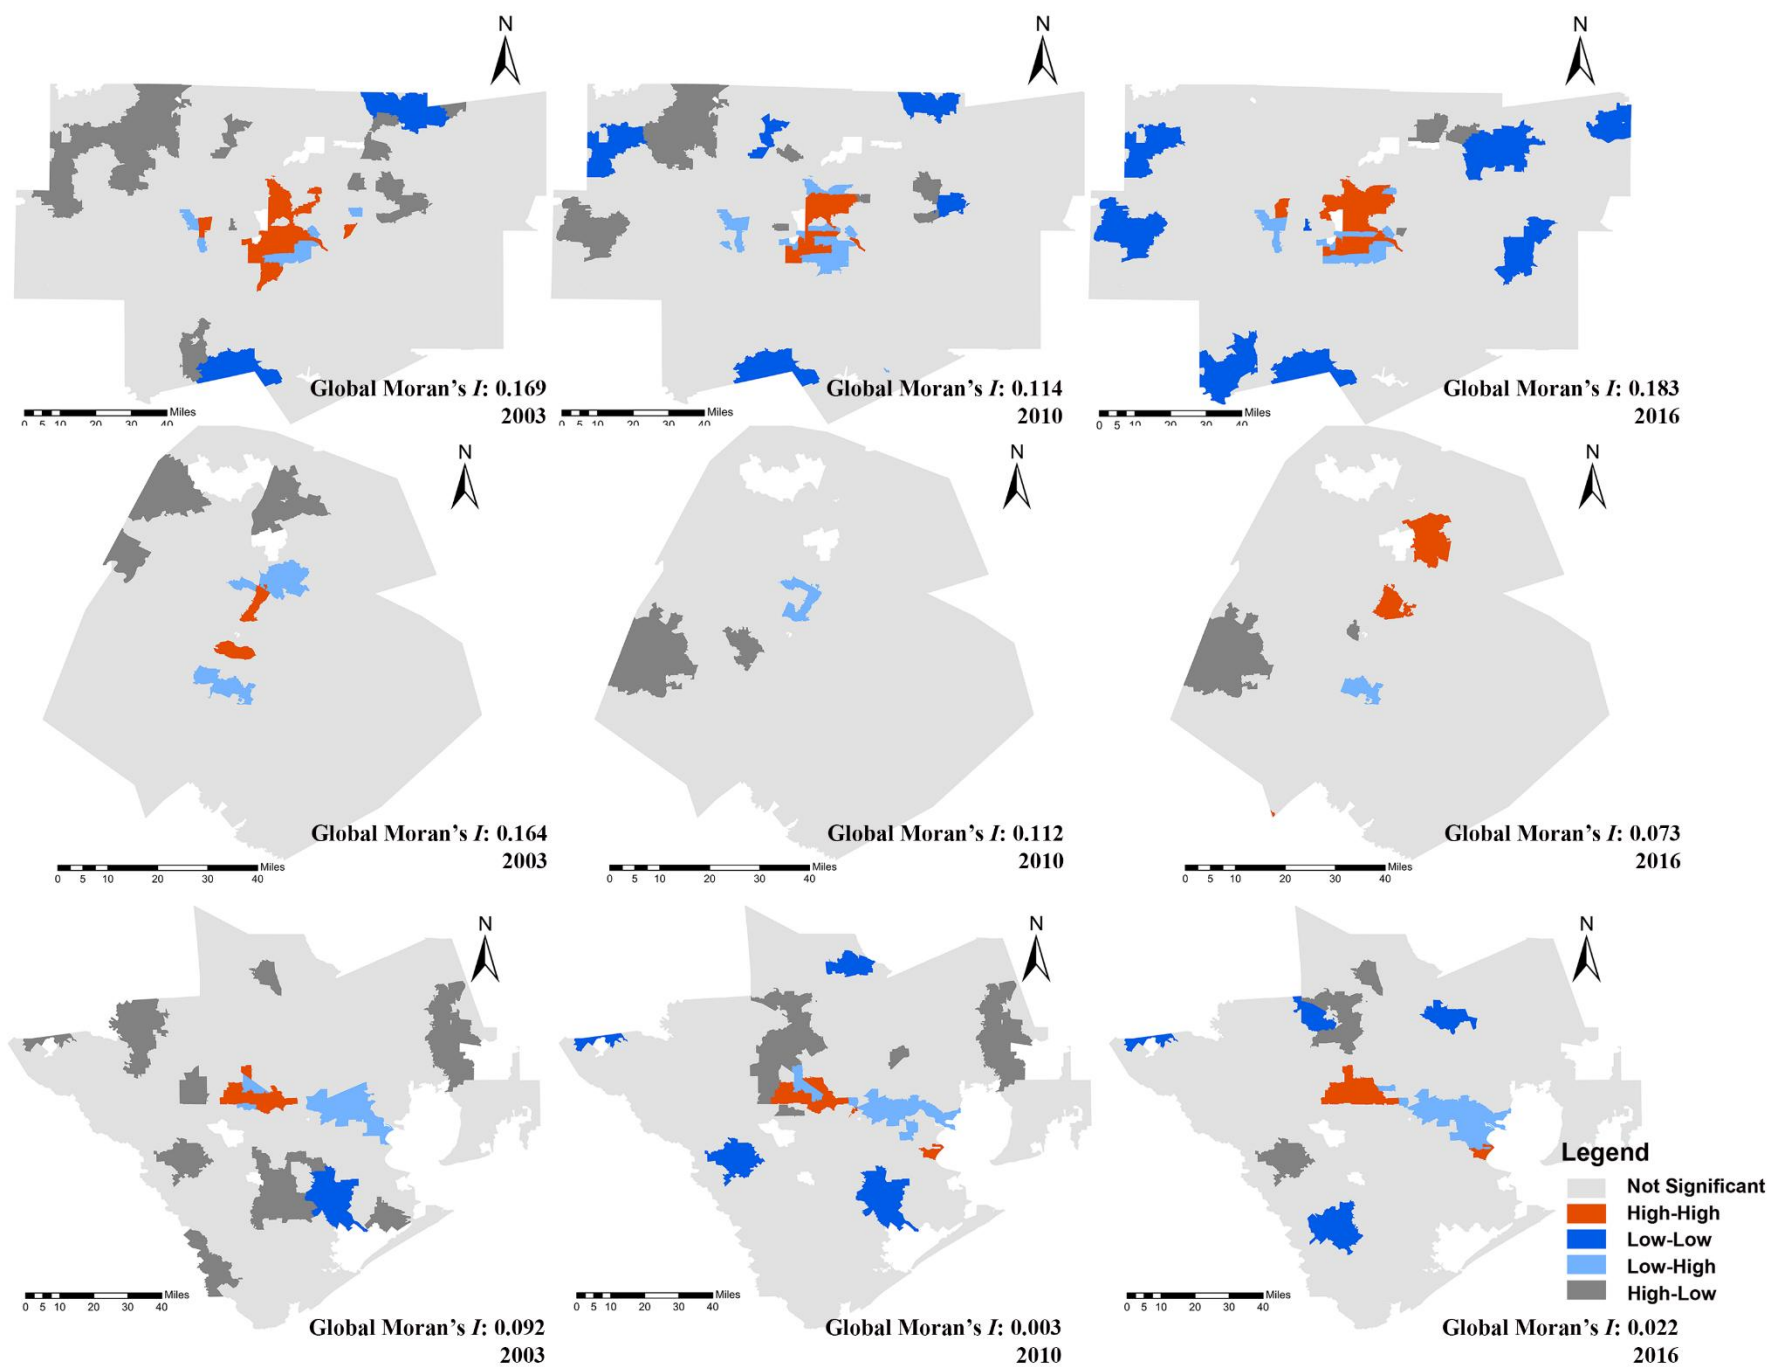 N
N
N
Global Moran's I: 0.169
2003
Global Moran's I: 0.114
2010
Global Moran's I: 0.183
2016
Miles
0 5 10 20 30 40
Miles
0 5 10 20 30 40
Miles
0 5 10 20 30 40
N
N
N
Global Moran's I: 0.164
2003
Global Moran's I: 0.112
2010
Global Moran's I: 0.073
2016
Miles
0 5 10 20 30 40
Miles
0 5 10 20 30 40
Miles
0 5 10 20 30 40
N
N
N
Legend
Not Significant
High-High
Low-Low
Low-High
High-Low
Miles
0 5 10 20 30 40
Miles
0 5 10 20 30 40
Miles
0 5 10 20 30 40
Global Moran's I: 0.092
2003
Global Moran's I: 0.003
2010
Global Moran's I: 0.022
2016